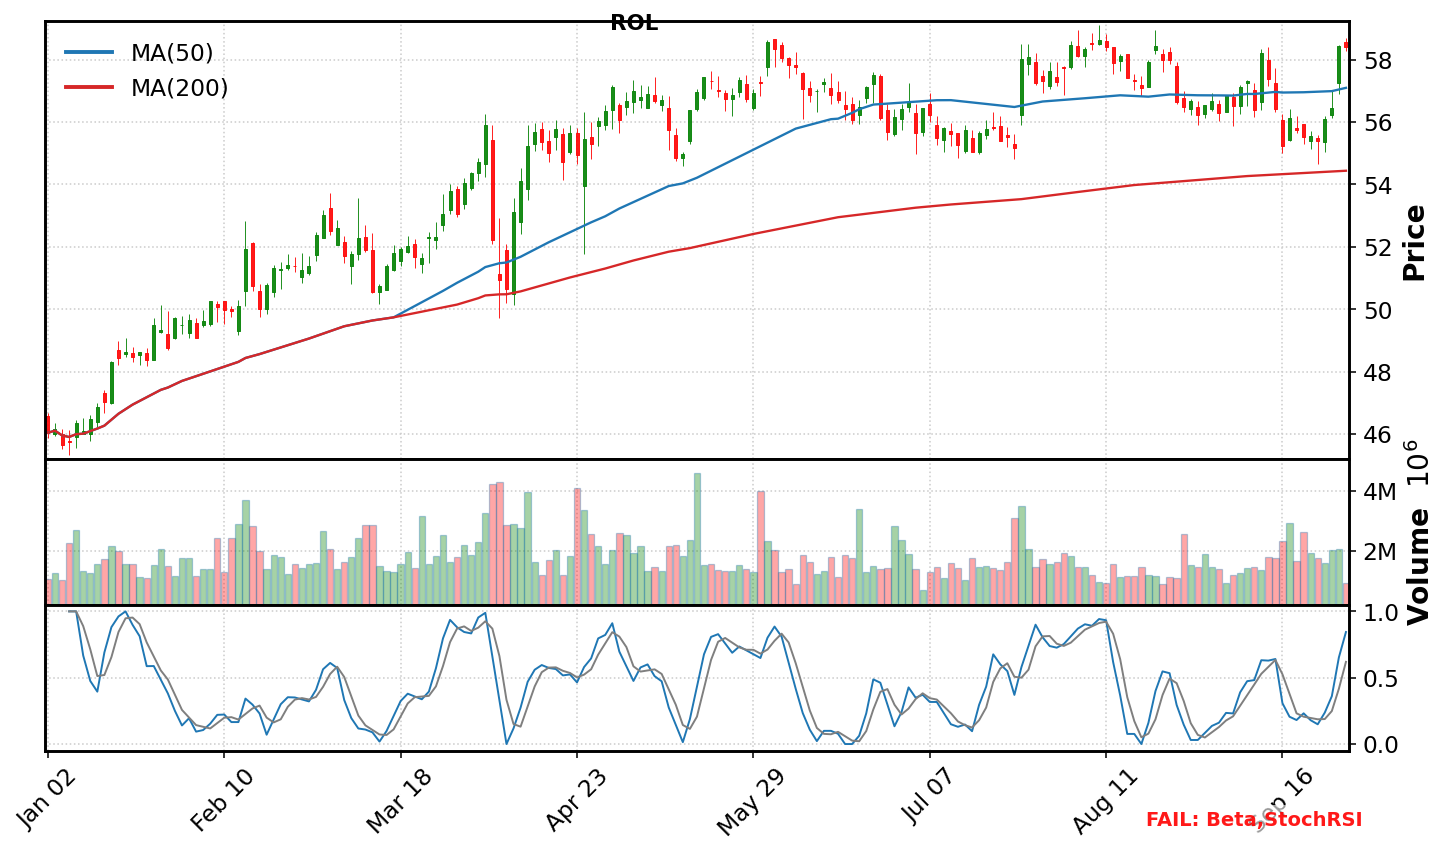 ROL
MA(50)
MA(200)
58
56
54
52
50
48
46
Price
4M
2M
Volume 10⁶
1.0
0.5
0.0
Jan 02
Feb 10
Mar 18
Apr 23
May 29
Jul 07
Aug 11
Sep 16
FAIL: Beta,StochRSI